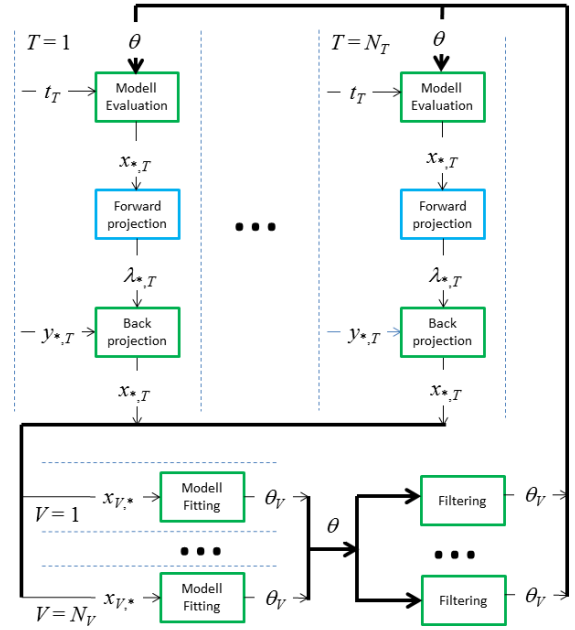 T = 1
θ
T = N_T
θ
t_T
Modell Evaluation
t_T
Modell Evaluation
x_{*,T}
x_{*,T}
Forward projection
Forward projection
λ_{*,T}
λ_{*,T}
y_{*,T}
Back projection
y_{*,T}
Back projection
x_{*,T}
x_{*,T}
V = 1
x_{V,*}
Modell Fitting
θ_V
θ
Filtering
θ_V
V = N_V
x_{V,*}
Modell Fitting
θ_V
Filtering
θ_V